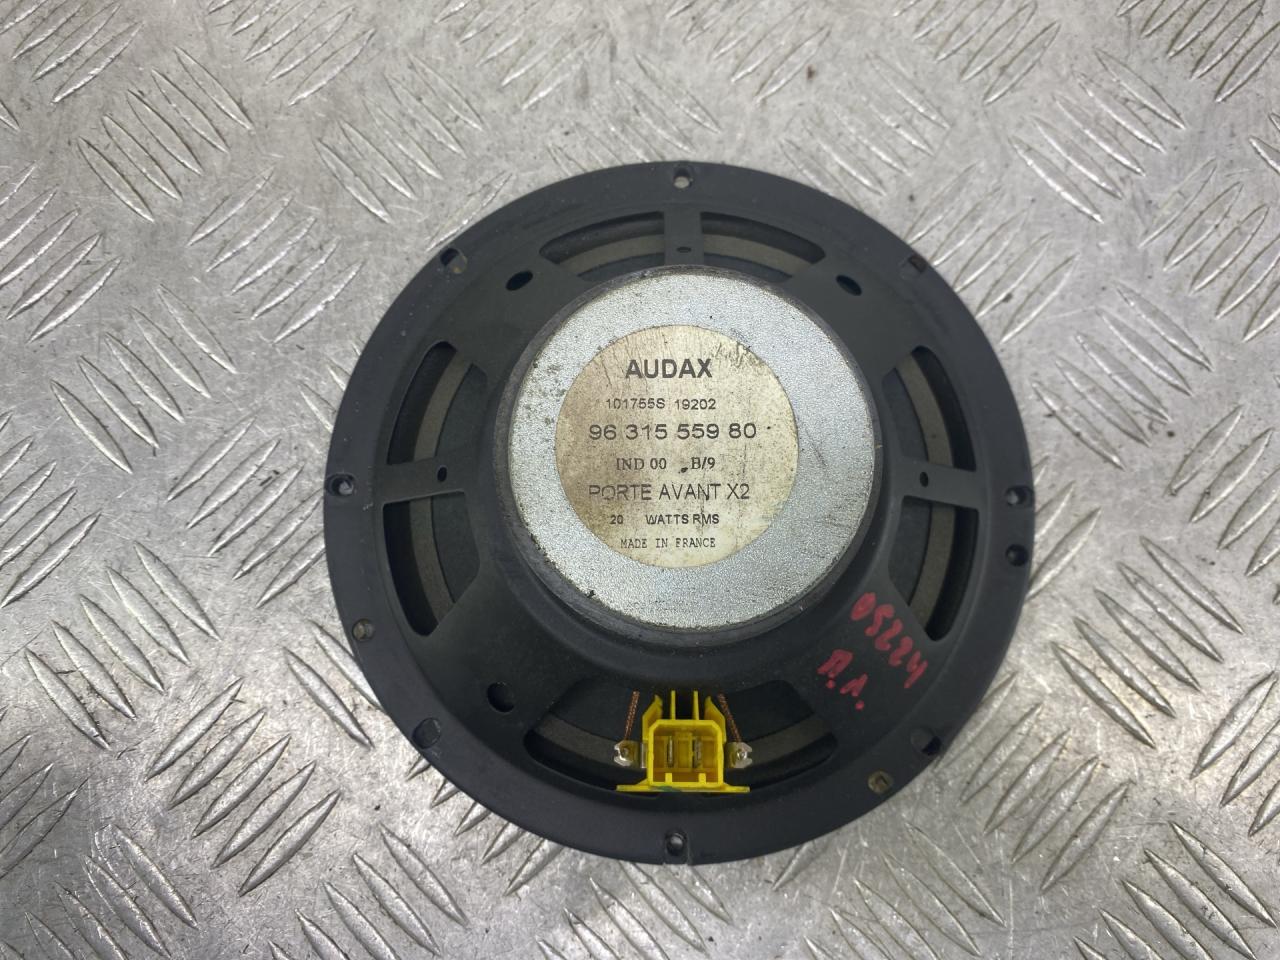 AUDAX
101755S 19202
96 315 559 80
IND 00 B/9
PORTE AVANT X2
20 WATTS RMS
MADE IN FRANCE
05224